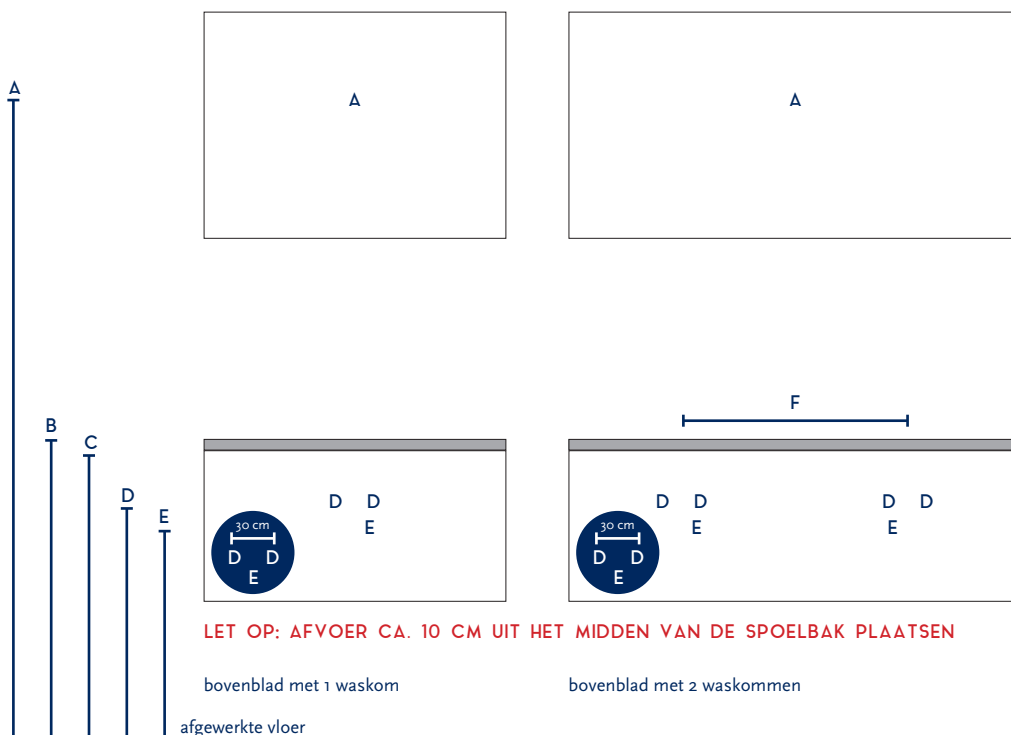 A
A
A
B
C
D
E
F
D D
E
D D
E
D D
E
30 cm
D D
E
30 cm
D D
E
LET OP: AFVOER CA. 10 CM UIT HET MIDDEN VAN DE SPOELBAK PLAATSEN
bovenblad met 1 waskom
bovenblad met 2 waskommen
afgewerkte vloer